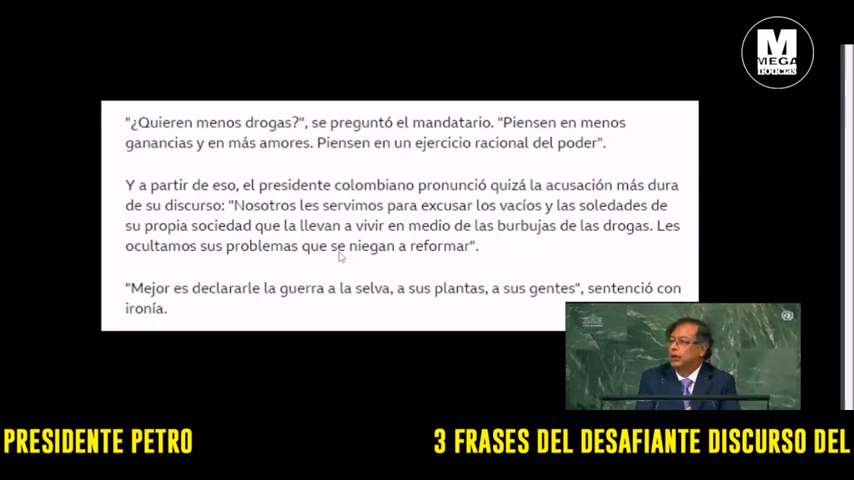 MEGA
noticias
"¿Quieren menos drogas?", se preguntó el mandatario. "Piensen en menos
ganancias y en más amores. Piensen en un ejercicio racional del poder".
Y a partir de eso, el presidente colombiano pronunció quizá la acusación más dura
de su discurso: "Nosotros les servimos para excusar los vacíos y las soledades de
su propia sociedad que la llevan a vivir en medio de las burbujas de las drogas. Les
ocultamos sus problemas que se niegan a reformar".
"Mejor es declararle la guerra a la selva, a sus plantas, a sus gentes", sentenció con
ironía.
PRESIDENTE PETRO 3 FRASES DEL DESAFIANTE DISCURSO DEL